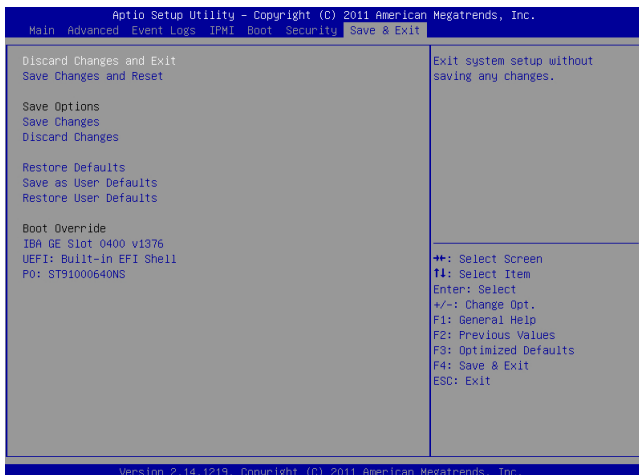 Aptio Setup Utility – Copyright (C) 2011 American Megatrends, Inc.
Main Advanced Event Logs IPMI Boot Security Save & Exit
Discard Changes and Exit
Save Changes and Reset
Save Options
Save Changes
Discard Changes
Restore Defaults
Save as User Defaults
Restore User Defaults
Boot Override
IBA GE Slot 0400 v1376
UEFI: Built-in EFI Shell
P0: ST91000640NS
Exit system setup without
saving any changes.
→←: Select Screen
↑↓: Select Item
Enter: Select
+/-: Change Opt.
F1: General Help
F2: Previous Values
F3: Optimized Defaults
F4: Save & Exit
ESC: Exit
Version 2.14.1219. Copyright (C) 2011 American Megatrends, Inc.